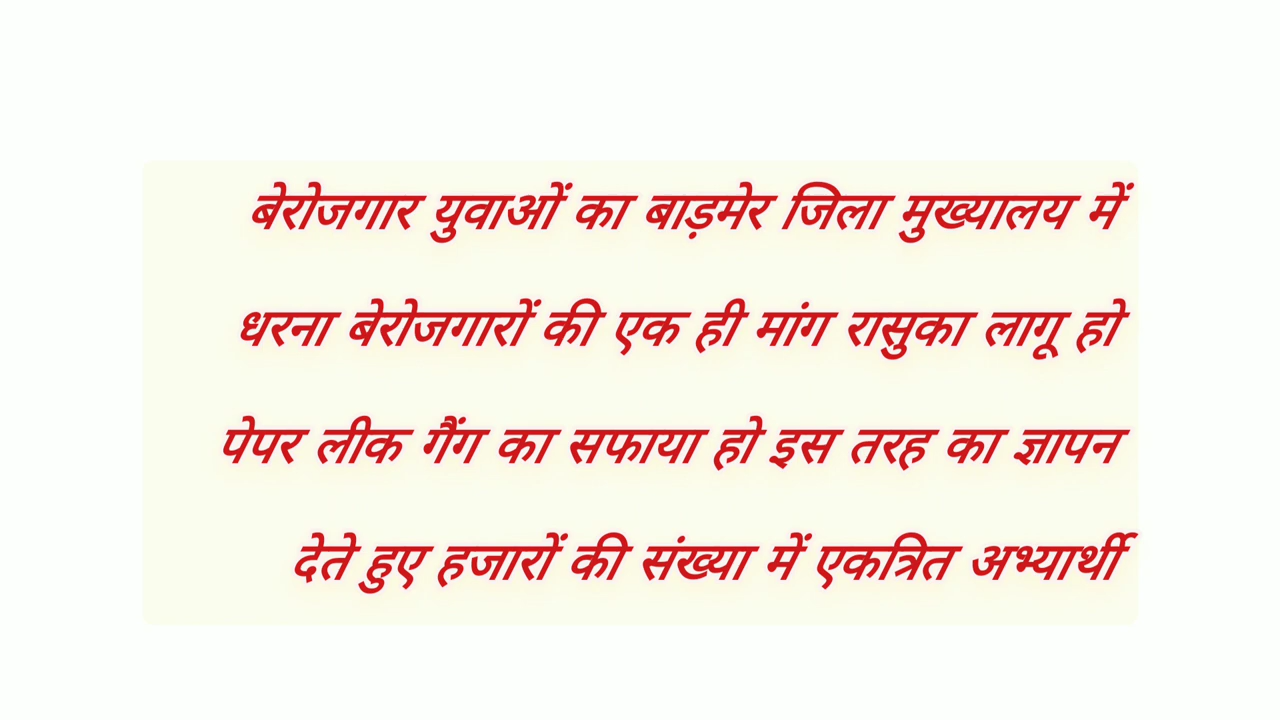 बेरोजगार युवाओं का बाड़मेर जिला मुख्यालय में
धरना बेरोजगारों की एक ही मांग रासुका लागू हो
पेपर लीक गैंग का सफाया हो इस तरह का ज्ञापन
देते हुए हजारों की संख्या में एकत्रित अभ्यार्थी